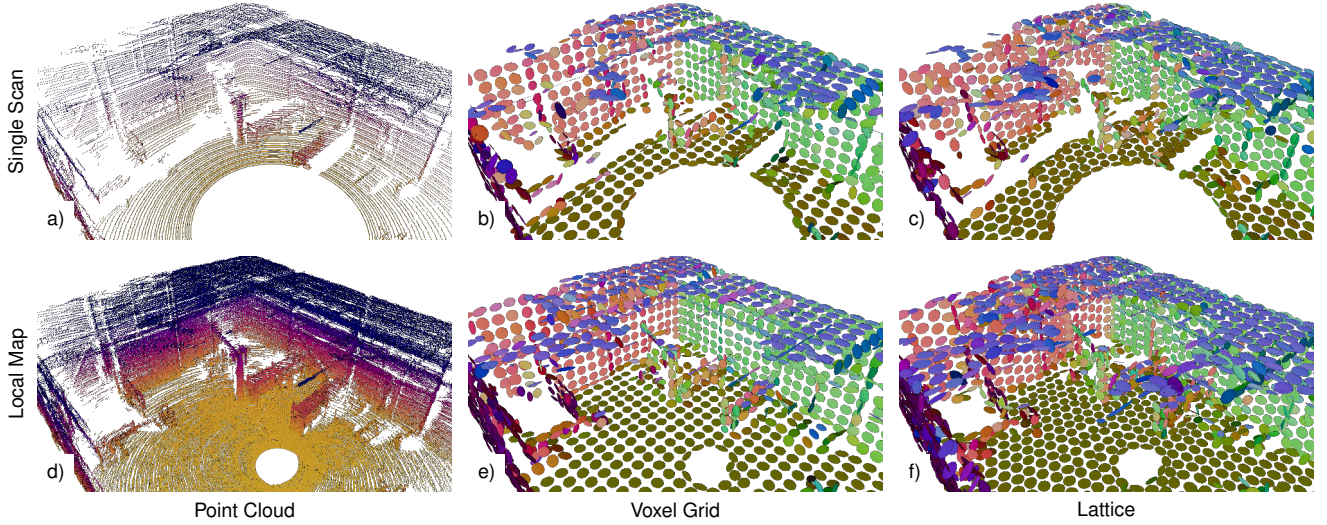 Single Scan
a)
b)
c)
Local Map
d)
e)
f)
Point Cloud
Voxel Grid
Lattice